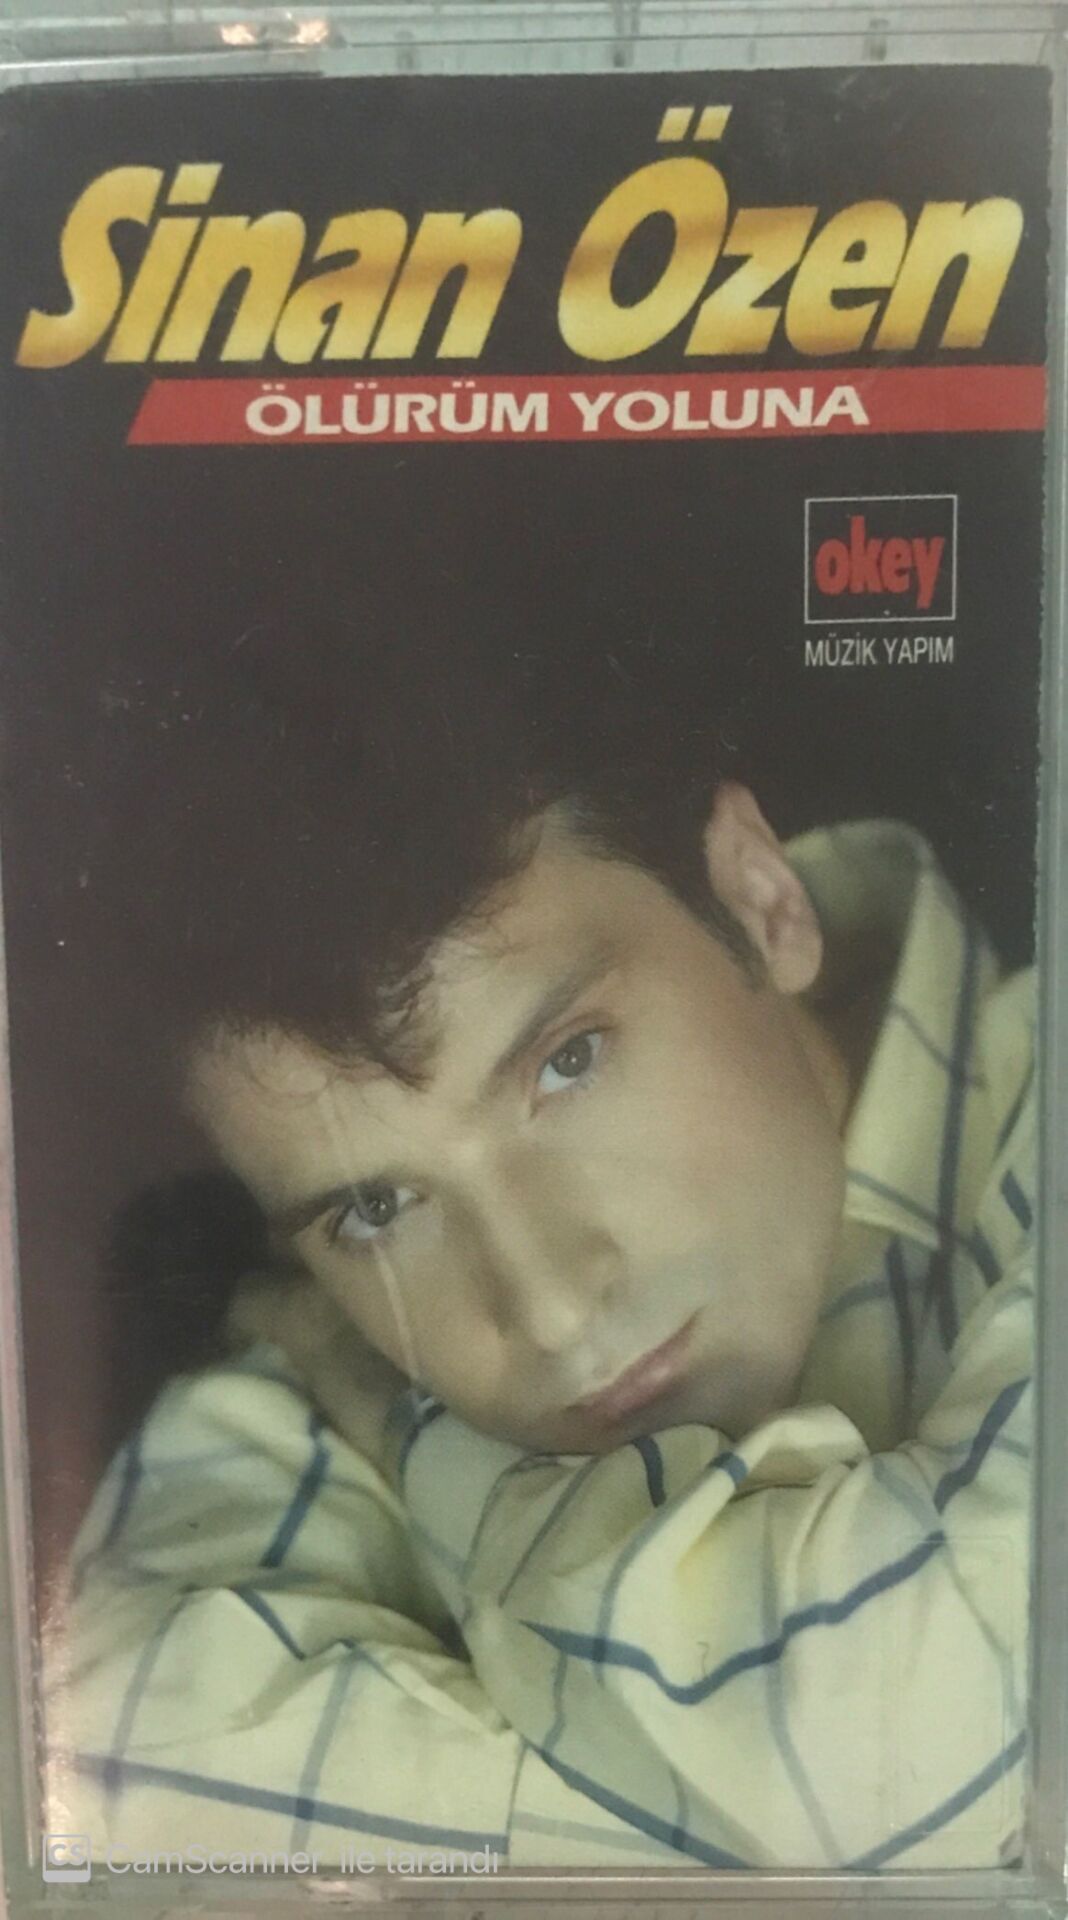 Sinan Özen
ÖLÜRÜM YOLUNA
okey
MÜZİK YAPIM
CS CamScanner ile tarandı